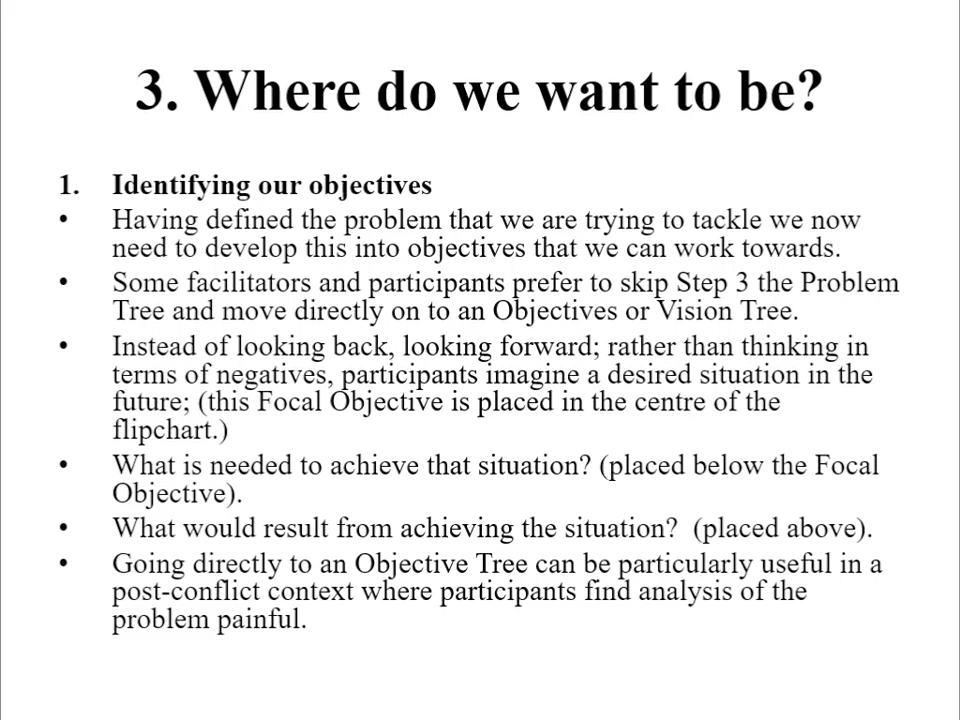 3. Where do we want to be?
1. Identifying our objectives
• Having defined the problem that we are trying to tackle we now
need to develop this into objectives that we can work towards.
• Some facilitators and participants prefer to skip Step 3 the Problem
Tree and move directly on to an Objectives or Vision Tree.
• Instead of looking back, looking forward; rather than thinking in
terms of negatives, participants imagine a desired situation in the
future; (this Focal Objective is placed in the centre of the
flipchart.)
• What is needed to achieve that situation? (placed below the Focal
Objective).
• What would result from achieving the situation?  (placed above).
• Going directly to an Objective Tree can be particularly useful in a
post-conflict context where participants find analysis of the
problem painful.